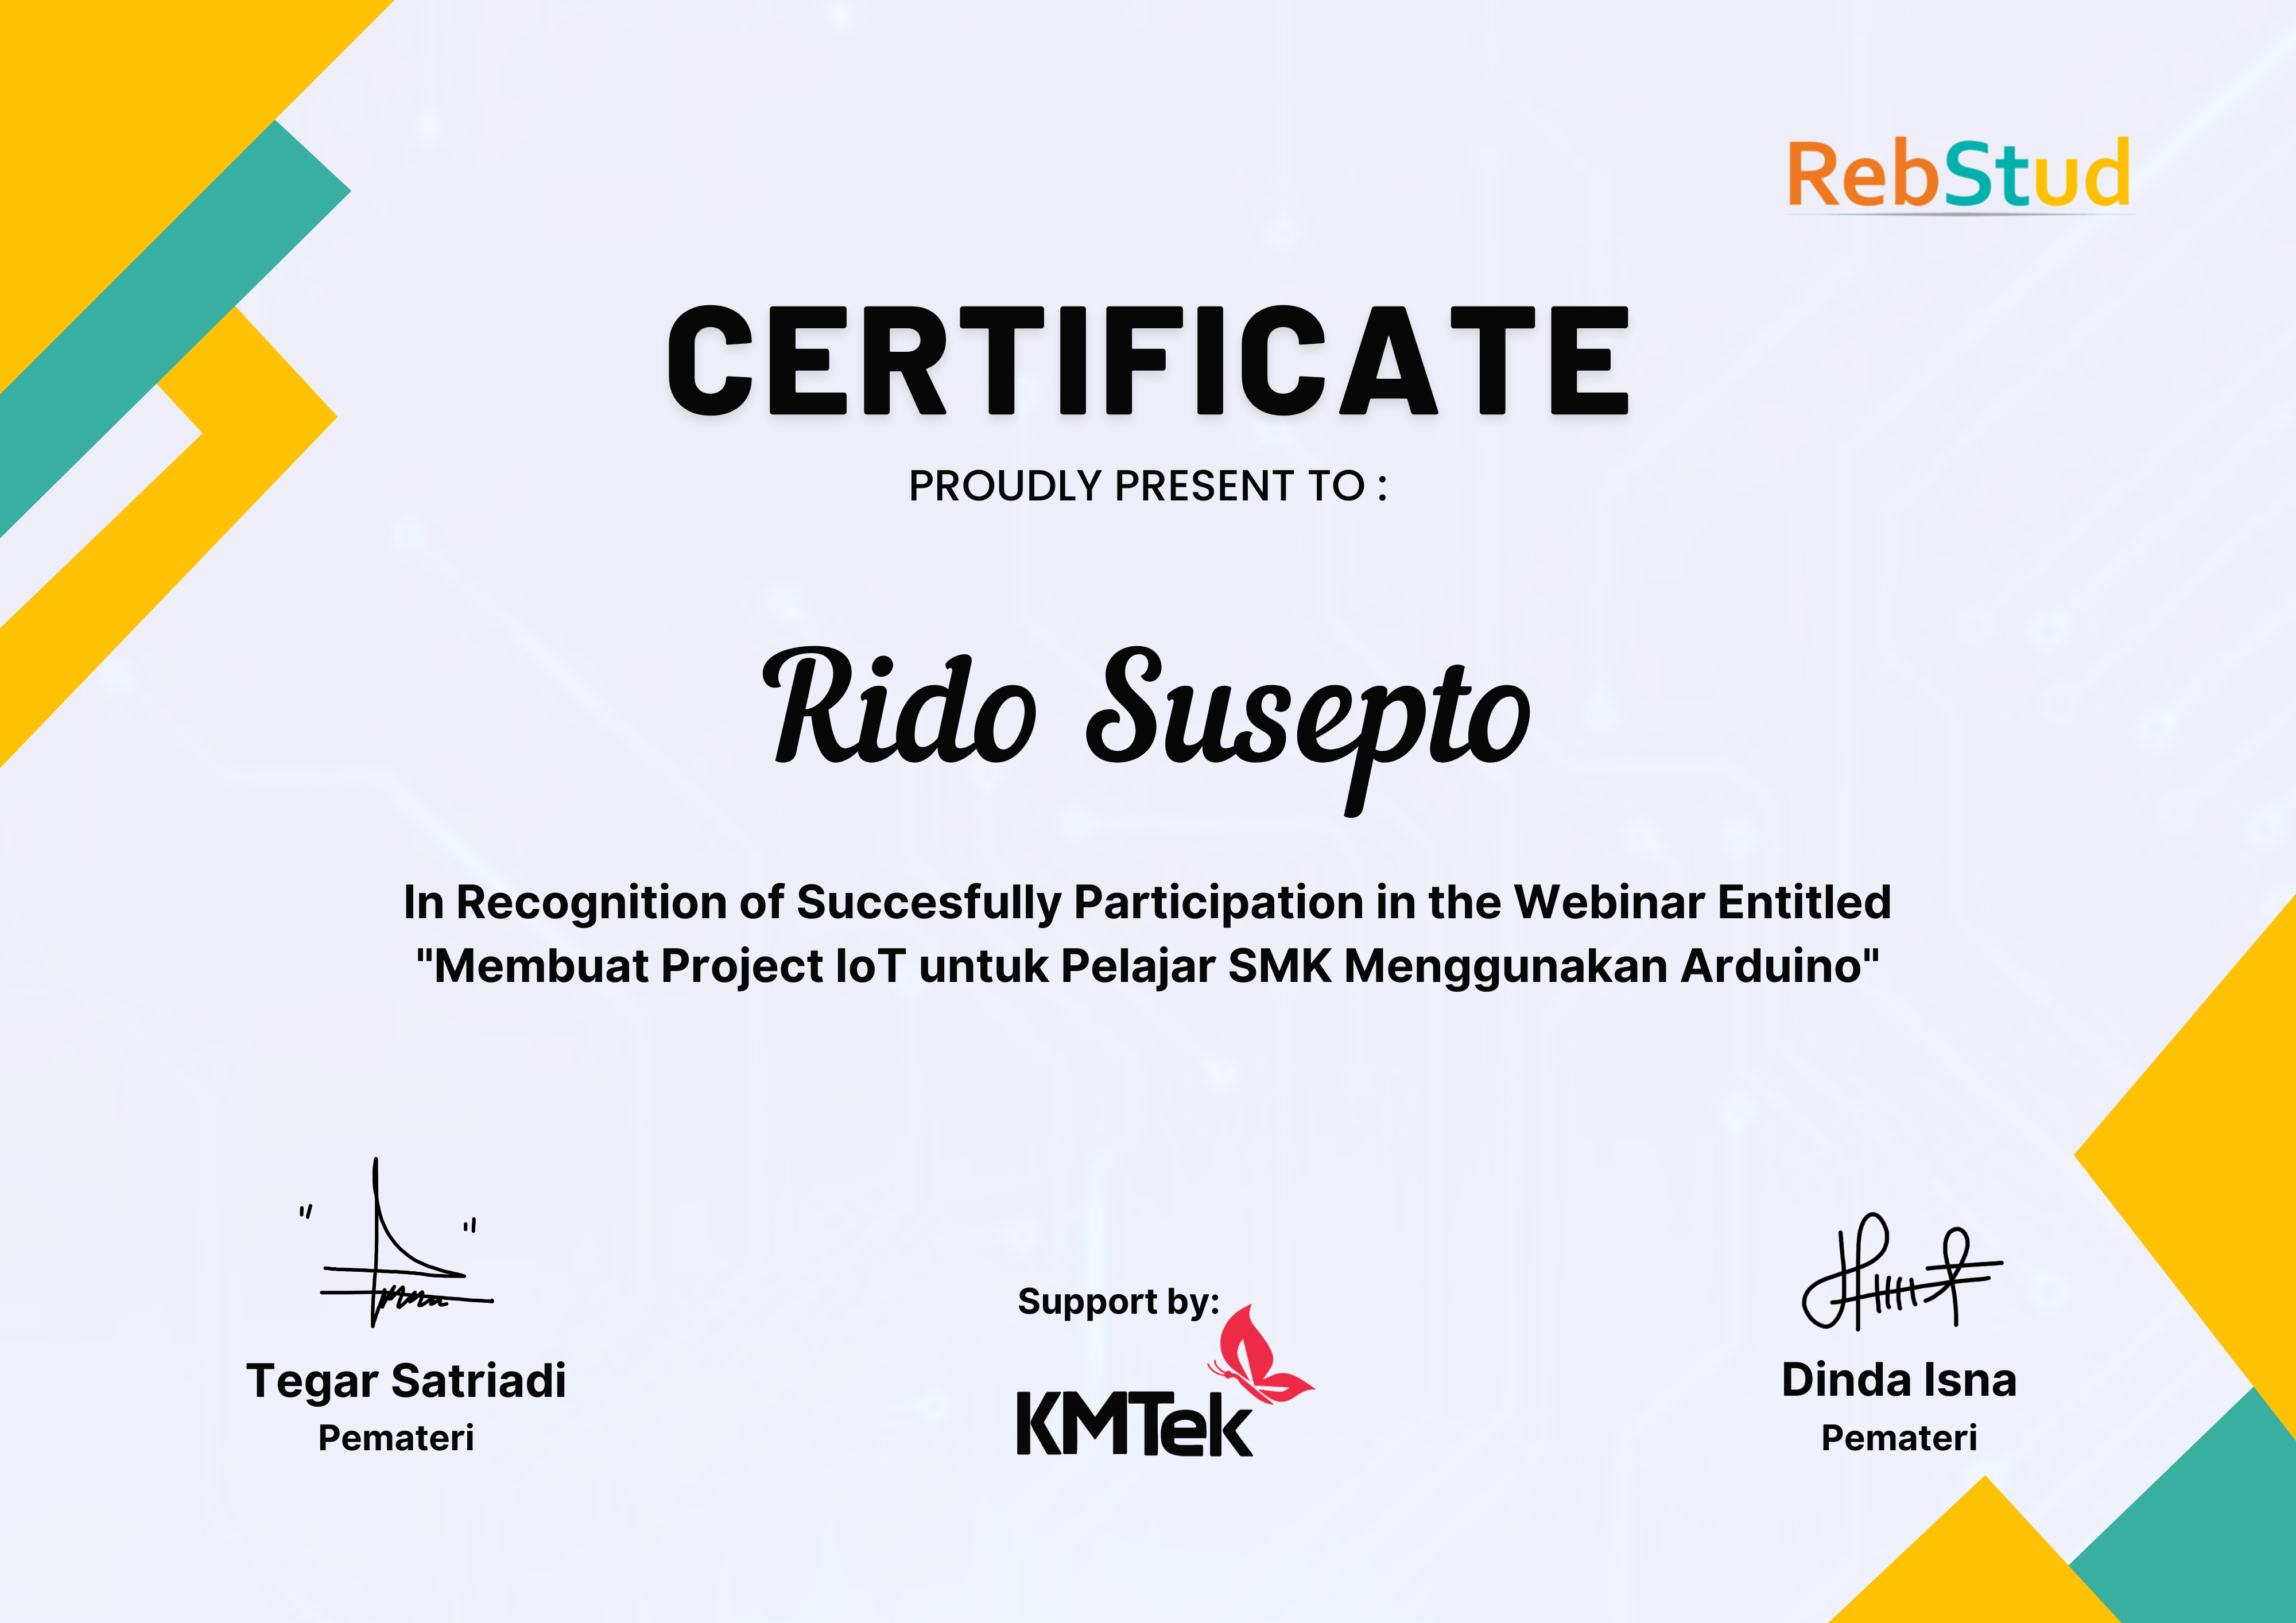 RebStud
CERTIFICATE
PROUDLY PRESENT TO :
Rido Susepto
In Recognition of Succesfully Participation in the Webinar Entitled
"Membuat Project IoT untuk Pelajar SMK Menggunakan Arduino"
Tegar Satriadi
Pemateri
Support by:
KMTek
Dinda Isna
Pemateri